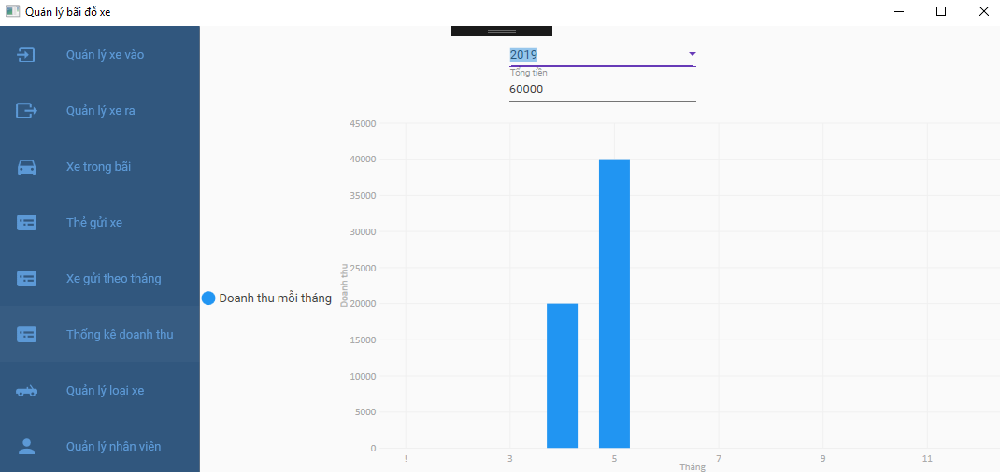 Quản lý bãi đỗ xe
Quản lý xe vào
Quản lý xe ra
Xe trong bãi
Thẻ gửi xe
Xe gửi theo tháng
Thống kê doanh thu
Quản lý loại xe
Quản lý nhân viên
2019
Tổng tiền
60000
Doanh thu mỗi tháng
Doanh thu
45000
40000
35000
30000
25000
20000
15000
10000
5000
0
3
5
7
9
11
Tháng